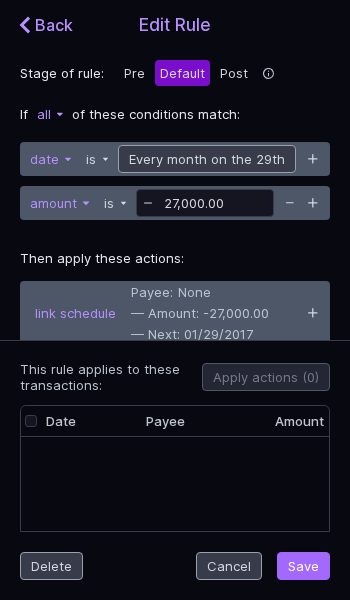 Back
Edit Rule
Stage of rule: Pre Default Post
If all of these conditions match:
date is Every month on the 29th +
amount is − 27,000.00 − +
Then apply these actions:
Payee: None
link schedule — Amount: -27,000.00 +
— Next: 01/29/2017
This rule applies to these
transactions:
Apply actions (0)
Date Payee Amount
Delete Cancel Save